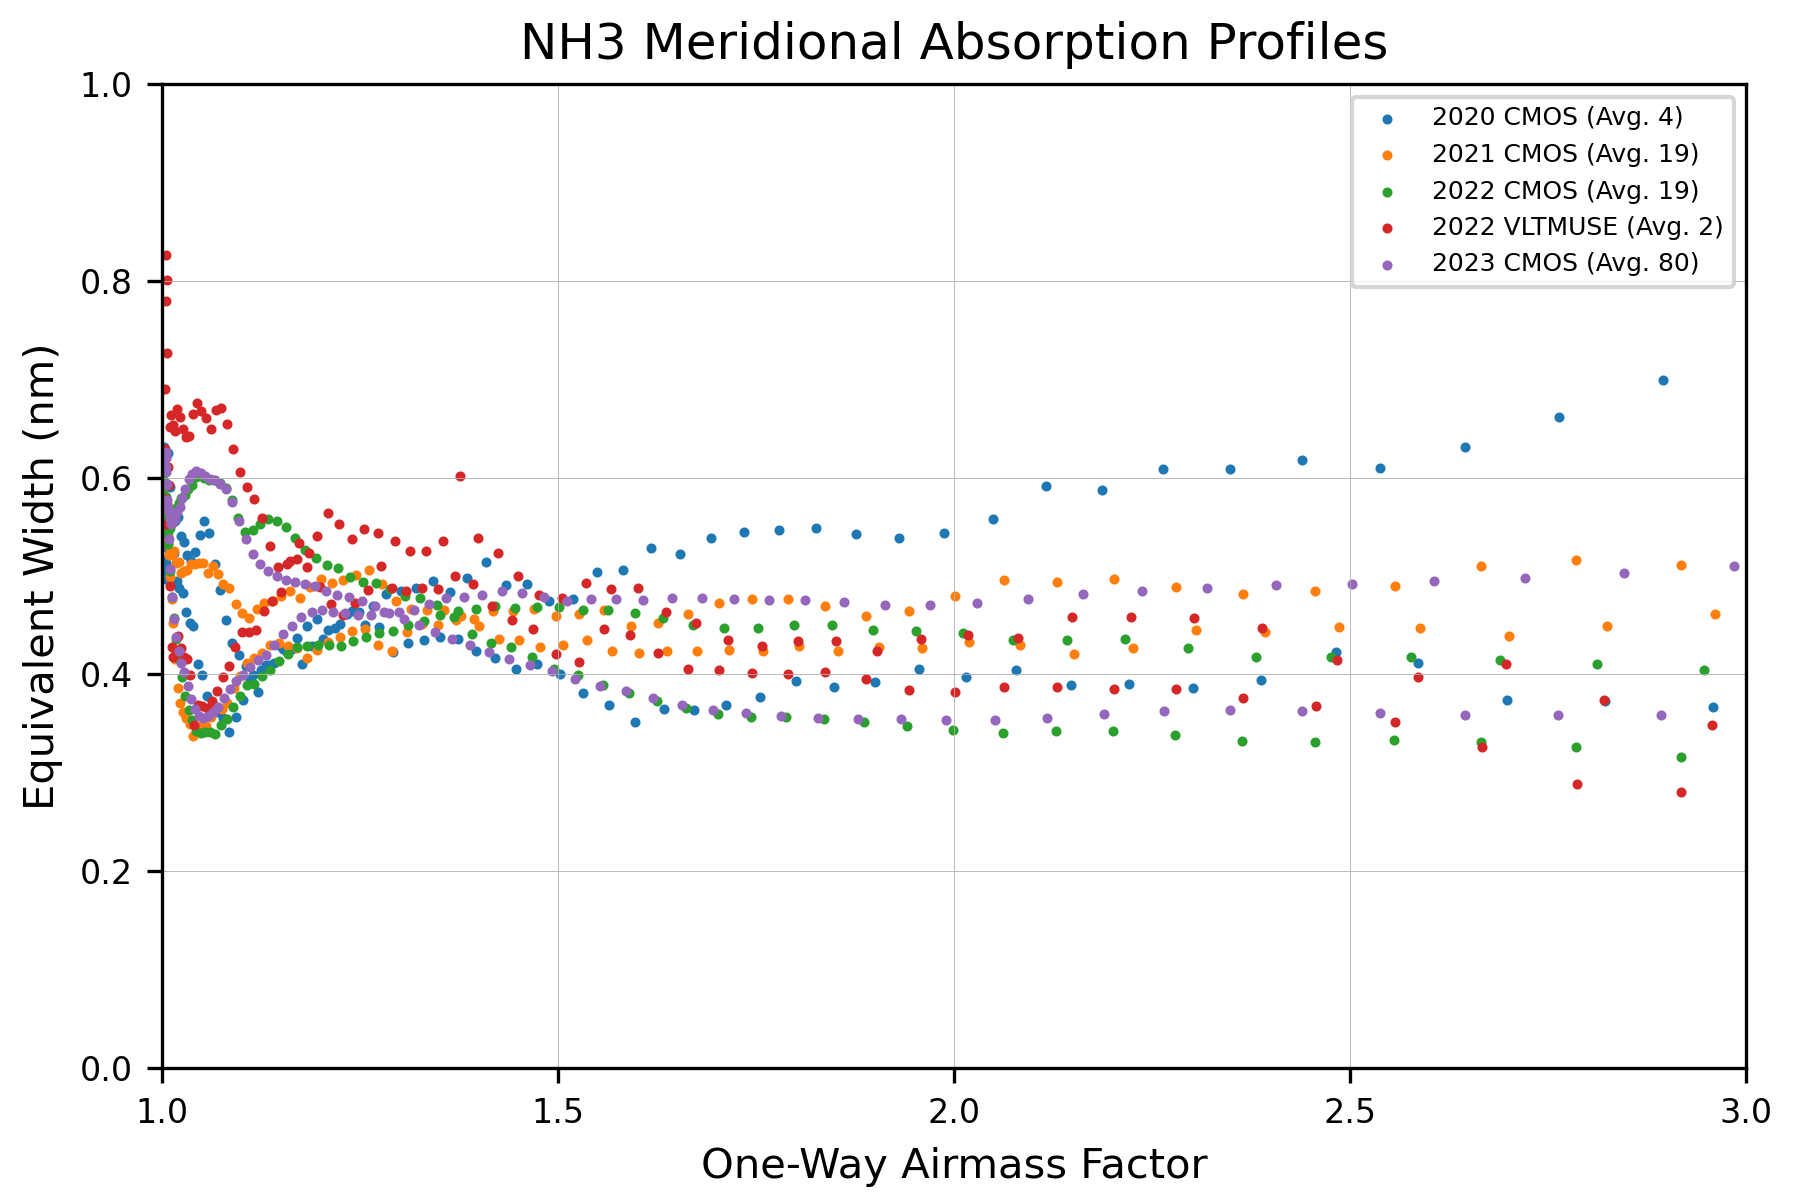 NH3 Meridional Absorption Profiles
1.0
0.8
0.6
0.4
0.2
0.0
Equivalent Width (nm)
2020 CMOS (Avg. 4)
2021 CMOS (Avg. 19)
2022 CMOS (Avg. 19)
2022 VLTMUSE (Avg. 2)
2023 CMOS (Avg. 80)
1.0 1.5 2.0 2.5 3.0
One-Way Airmass Factor